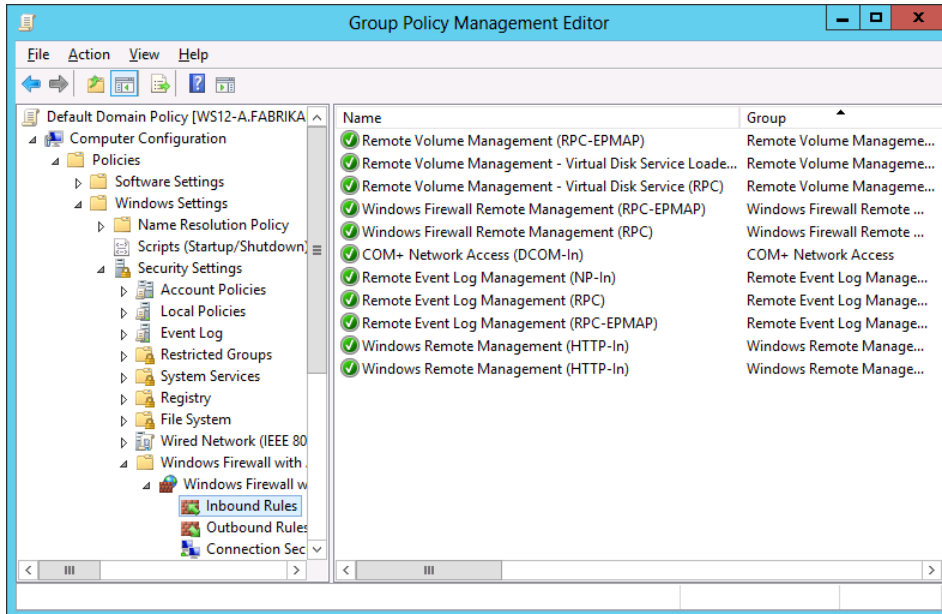 Group Policy Management Editor
File Action View Help
Default Domain Policy [WS12-A.FABRIKA
Computer Configuration
Policies
Software Settings
Windows Settings
Name Resolution Policy
Scripts (Startup/Shutdown)
Security Settings
Account Policies
Local Policies
Event Log
Restricted Groups
System Services
Registry
File System
Wired Network (IEEE 80
Windows Firewall with
Windows Firewall w
Inbound Rules
Outbound Rules
Connection Sec
Name Group
Remote Volume Management (RPC-EPMAP) Remote Volume Manageme...
Remote Volume Management - Virtual Disk Service Loade... Remote Volume Manageme...
Remote Volume Management - Virtual Disk Service (RPC) Remote Volume Manageme...
Windows Firewall Remote Management (RPC-EPMAP) Windows Firewall Remote ...
Windows Firewall Remote Management (RPC) Windows Firewall Remote ...
COM+ Network Access (DCOM-In) COM+ Network Access
Remote Event Log Management (NP-In) Remote Event Log Manage...
Remote Event Log Management (RPC) Remote Event Log Manage...
Remote Event Log Management (RPC-EPMAP) Remote Event Log Manage...
Windows Remote Management (HTTP-In) Windows Remote Manage...
Windows Remote Management (HTTP-In) Windows Remote Manage...